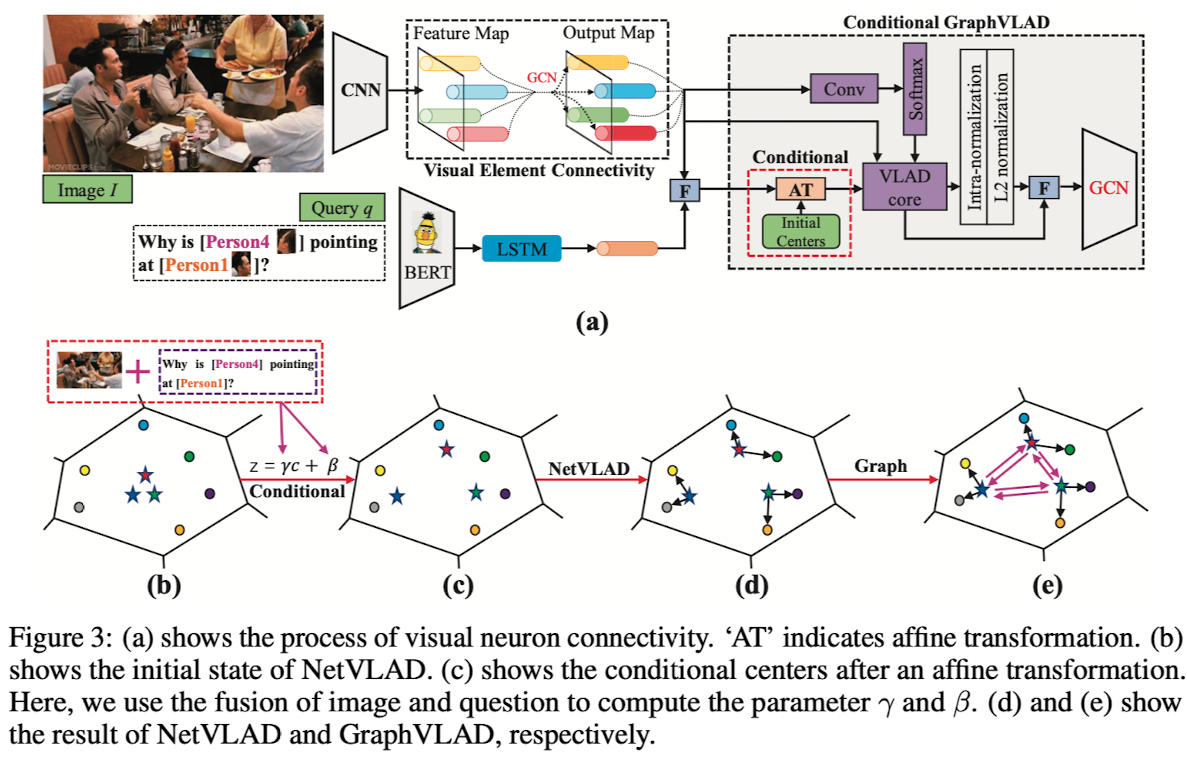 Conditional GraphVLAD
Feature Map
Output Map
GCN
CNN
Conv
Softmax
Intra-normalization
L2 normalization
Visual Element Connectivity
Conditional
MOVIECLIPS.com
Image I
Query q
F
AT
VLAD
core
F
GCN
Initial
Centers
Why is [Person4 ] pointing
at [Person1 ]?
BERT
LSTM
(a)
Why is [Person4] pointing
at [Person1]?
z = γc + β
Conditional
NetVLAD
Graph
(b)
(c)
(d)
(e)
Figure 3: (a) shows the process of visual neuron connectivity. ‘AT’ indicates affine transformation. (b)
shows the initial state of NetVLAD. (c) shows the conditional centers after an affine transformation.
Here, we use the fusion of image and question to compute the parameter γ and β. (d) and (e) show
the result of NetVLAD and GraphVLAD, respectively.